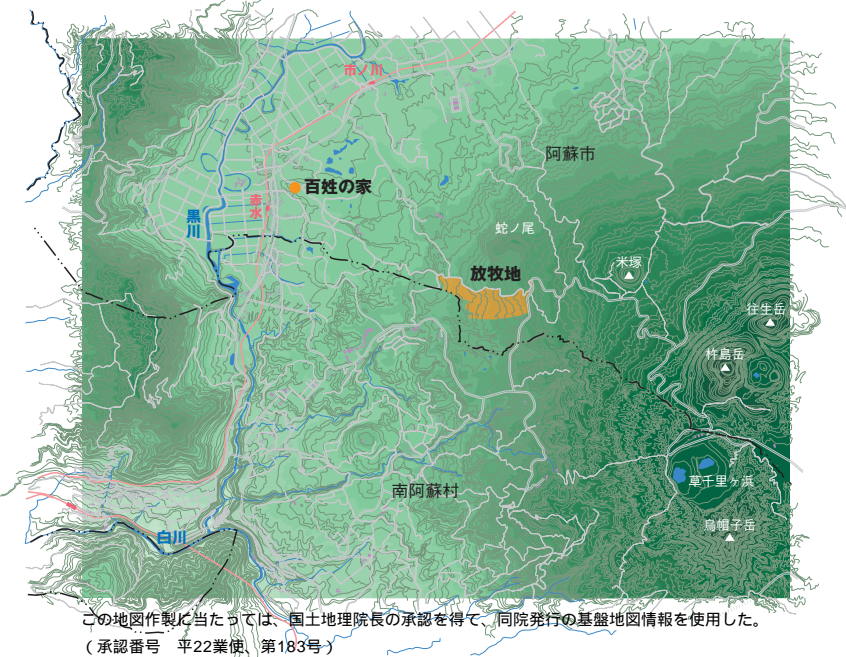 市ノ川
阿蘇市
百姓の家
赤水
黒川
蛇ノ尾
放牧地
米塚
往生岳
杵島岳
草千里ヶ浜
南阿蘇村
烏帽子岳
白川
この地図作製に当たっては、国土地理院長の承認を得て、同院発行の基盤地図情報を使用した。
（承認番号　平22業使、第183号）